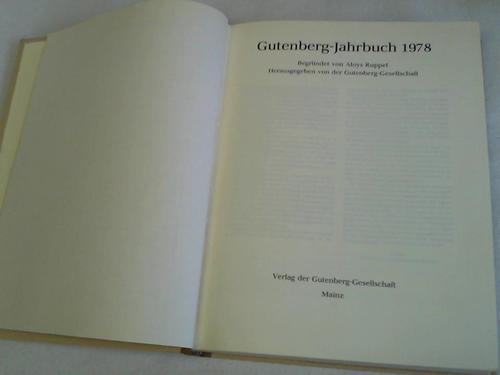 Gutenberg-Jahrbuch 1978
Begründet von Aloys Ruppel
Herausgegeben von der Gutenberg-Gesellschaft
Verlag der Gutenberg-Gesellschaft
Mainz